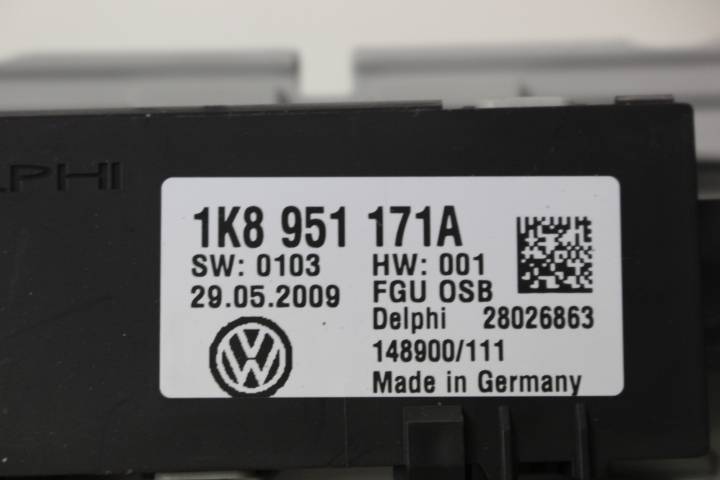 LPHI
1K8 951 171A
SW: 0103 HW: 001
29.05.2009 FGU OSB
Delphi 28026863
148900/111
Made in Germany